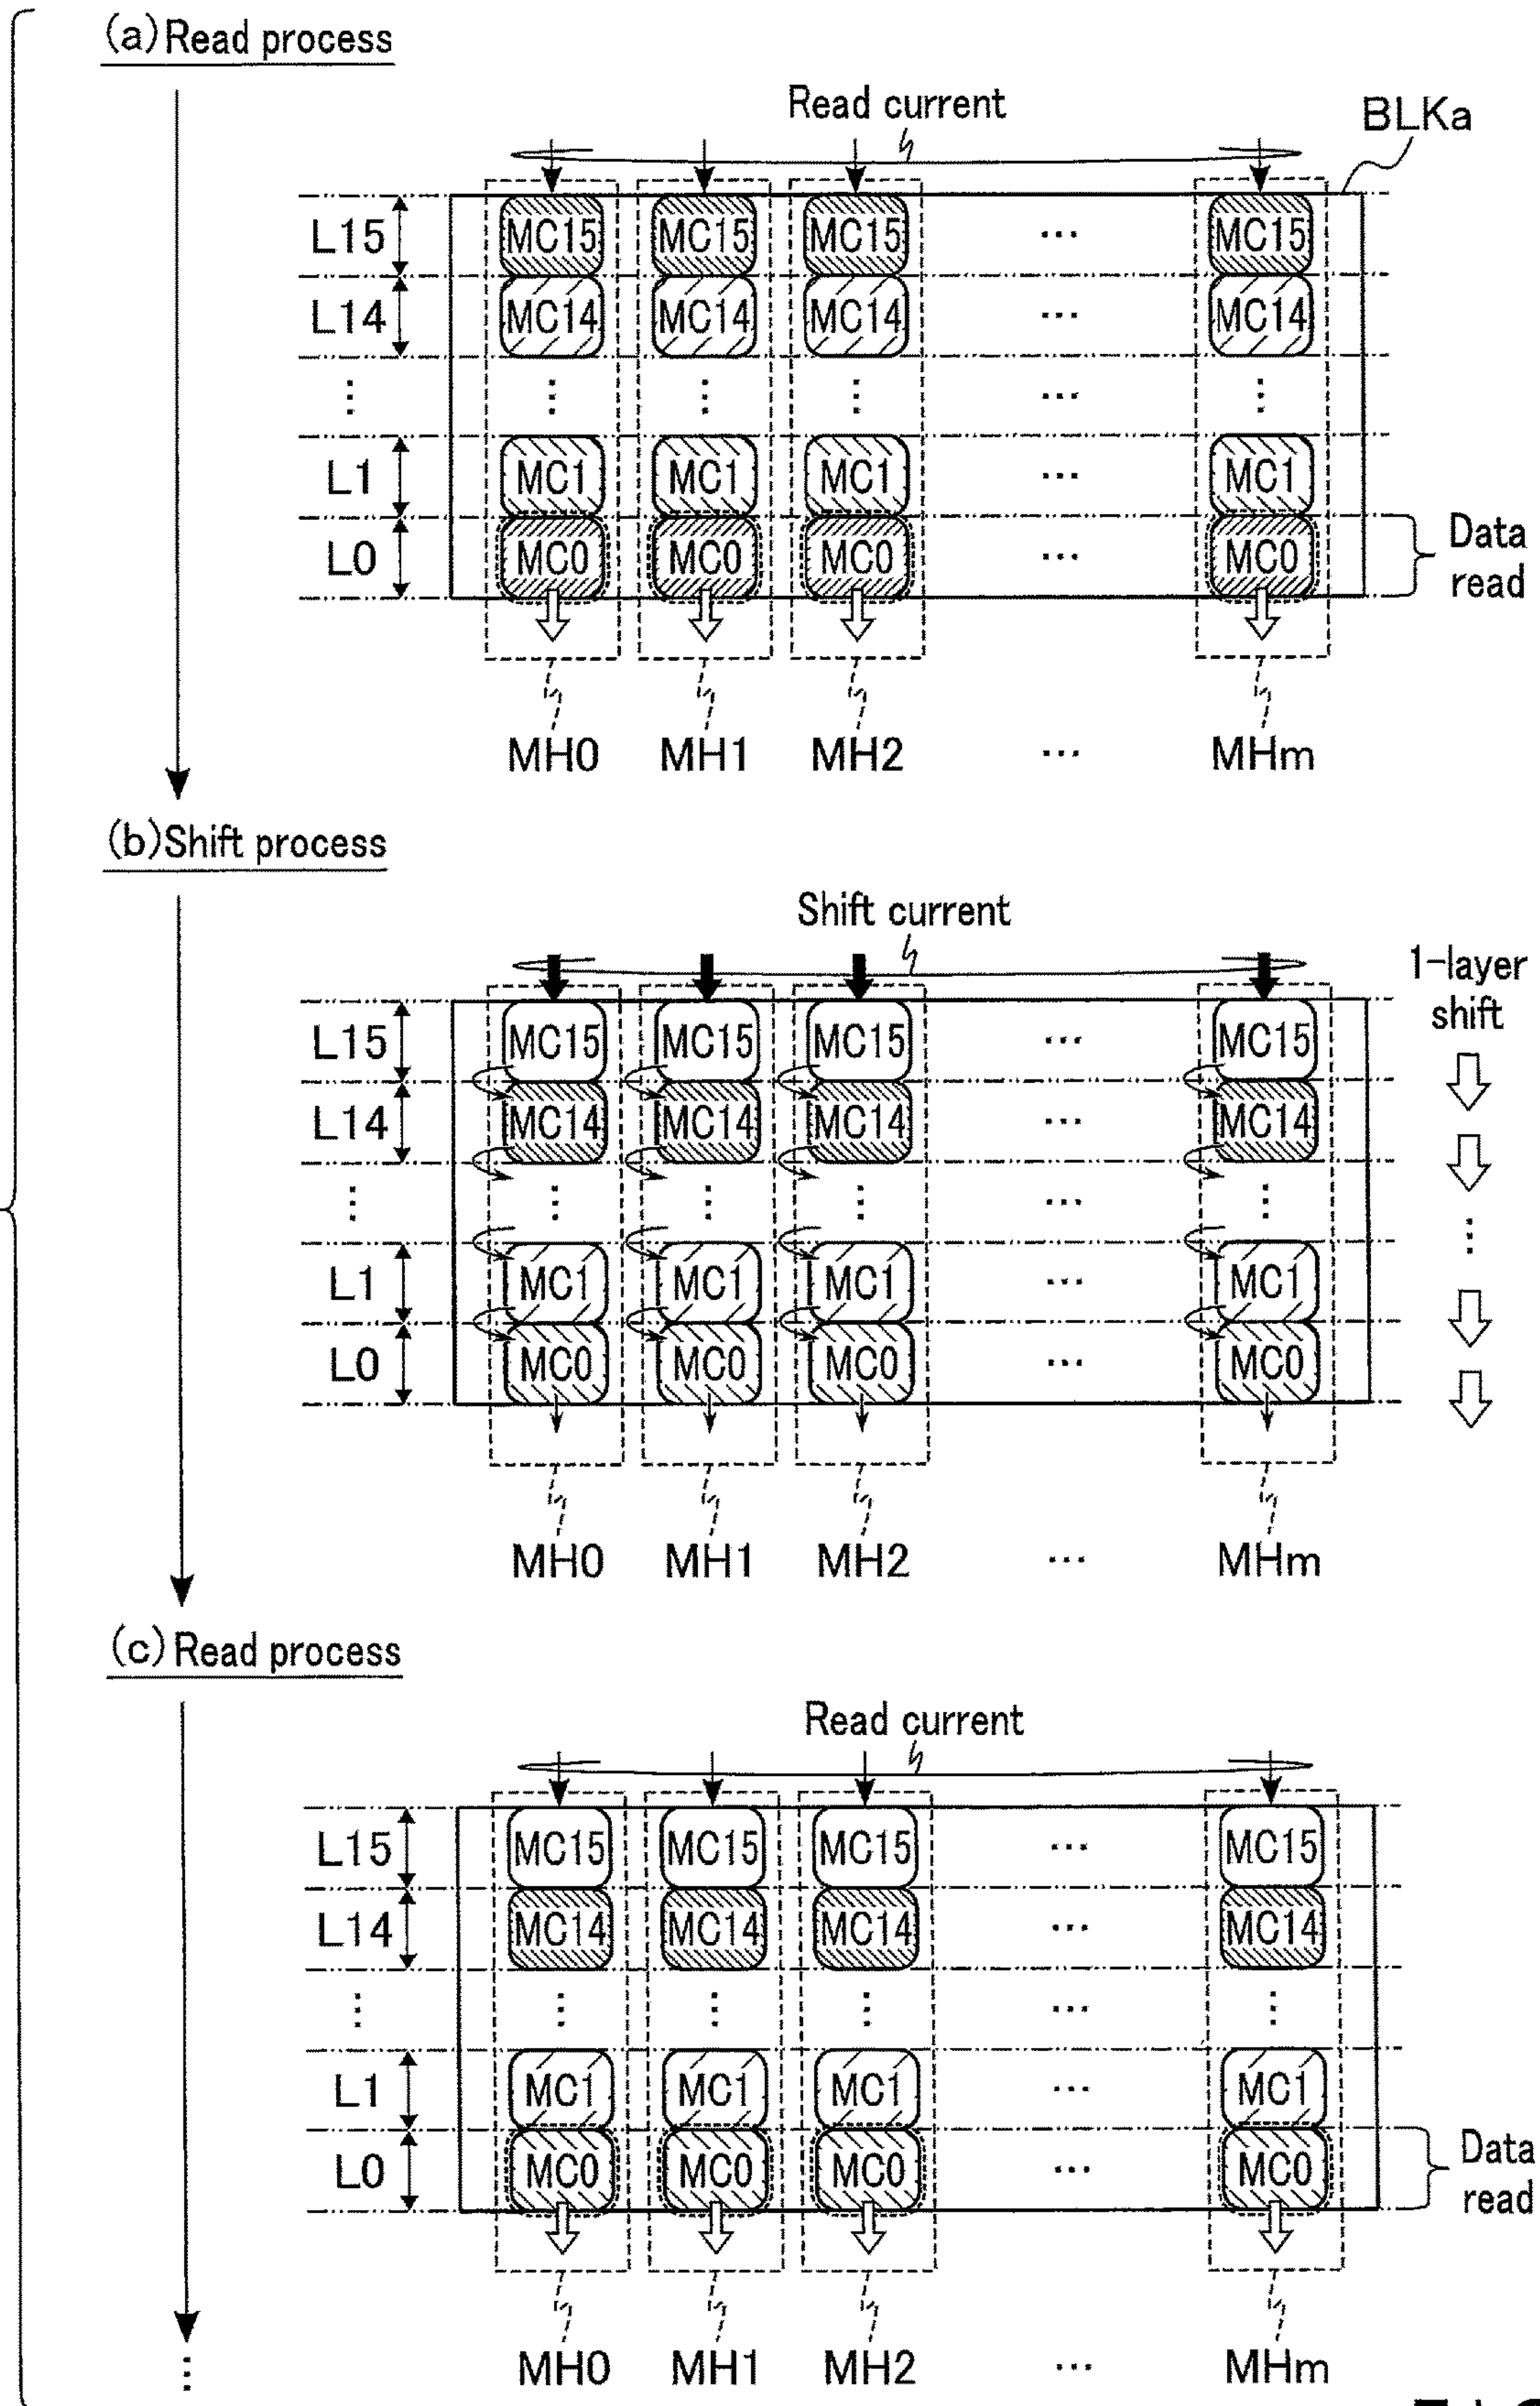 (a) Read process
Read current
BLKa
L15 MC15 MC15 MC15 ... MC15
L14 MC14 MC14 MC14 ... MC14
L1 MC1 MC1 MC1 ... MC1
L0 MC0 MC0 MC0 ... MC0
Data
read
MH0 MH1 MH2 ... MHm
(b) Shift process
Shift current
1-layer
shift
L15 MC15 MC15 MC15 ... MC15
L14 MC14 MC14 MC14 ... MC14
L1 MC1 MC1 MC1 ... MC1
L0 MC0 MC0 MC0 ... MC0
MH0 MH1 MH2 ... MHm
(c) Read process
Read current
L15 MC15 MC15 MC15 ... MC15
L14 MC14 MC14 MC14 ... MC14
L1 MC1 MC1 MC1 ... MC1
L0 MC0 MC0 MC0 ... MC0
Data
read
MH0 MH1 MH2 ... MHm